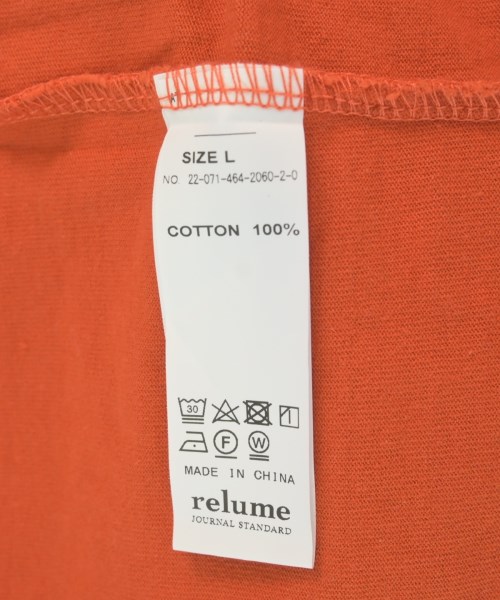 SIZE L
NO. 22-071-464-2060-2-0
COTTON 100%
30
F W
MADE IN CHINA
relume
JOURNAL STANDARD